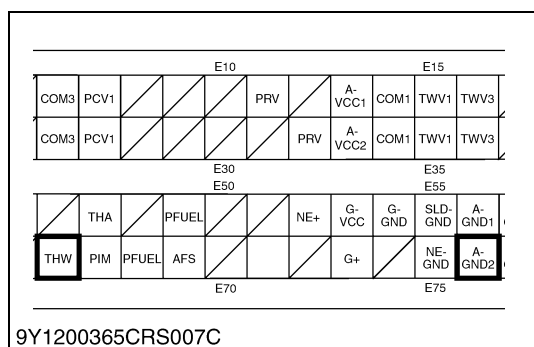 E10 E15
COM3 PCV1 PRV A-VCC1 COM1 TWV1 TWV3
COM3 PCV1 PRV A-VCC2 COM1 TWV1 TWV3
E30 E35
E50 E55
THA PFUEL NE+ G-VCC G-GND SLD-GND A-GND1
THW PIM PFUEL AFS G+ NE-GND A-GND2
E70 E75
9Y1200365CRS007C